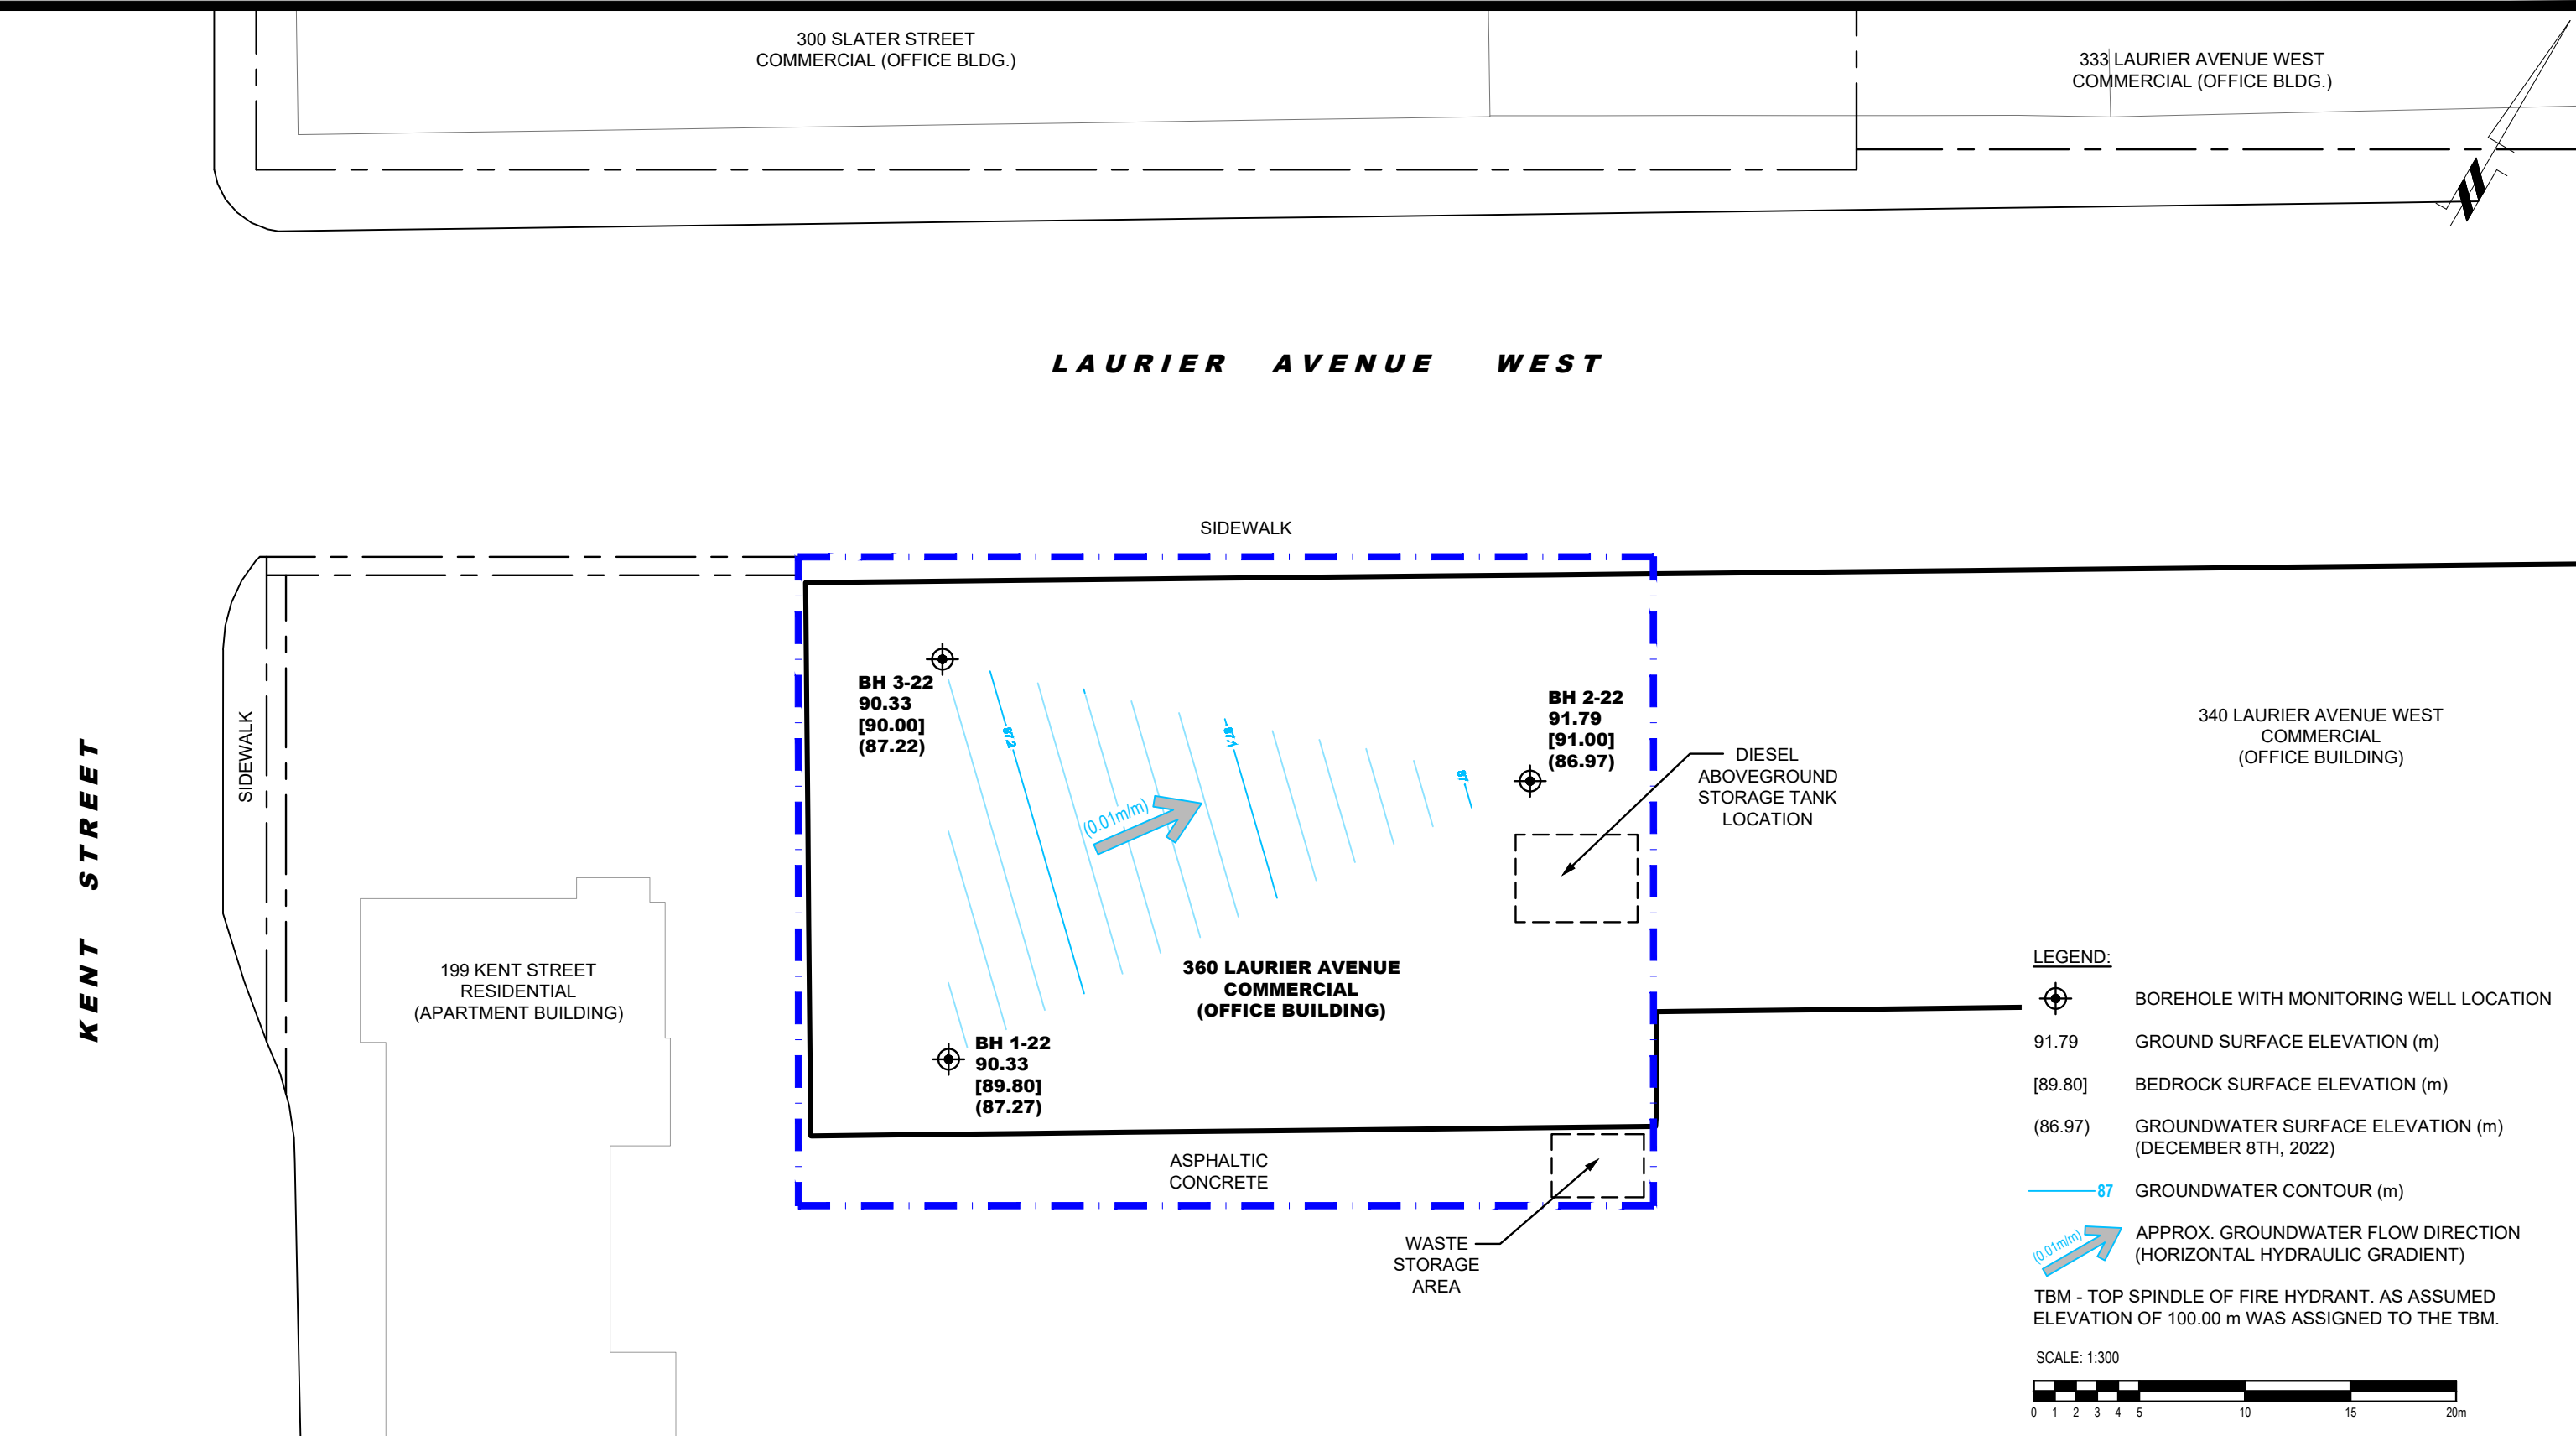 300 SLATER STREET
COMMERCIAL (OFFICE BLDG.)
333 LAURIER AVENUE WEST
COMMERCIAL (OFFICE BLDG.)
LAURIER AVENUE WEST
SIDEWALK
KENT STREET
SIDEWALK
BH 3-22
90.33
[90.00]
(87.22)
87.2
87.1
87
(0.01m/m)
BH 2-22
91.79
[91.00]
(86.97)
DIESEL
ABOVEGROUND
STORAGE TANK
LOCATION
340 LAURIER AVENUE WEST
COMMERCIAL
(OFFICE BUILDING)
199 KENT STREET
RESIDENTIAL
(APARTMENT BUILDING)
360 LAURIER AVENUE
COMMERCIAL
(OFFICE BUILDING)
BH 1-22
90.33
[89.80]
(87.27)
ASPHALTIC
CONCRETE
WASTE
STORAGE
AREA
LEGEND:
BOREHOLE WITH MONITORING WELL LOCATION
91.79 GROUND SURFACE ELEVATION (m)
[89.80] BEDROCK SURFACE ELEVATION (m)
(86.97) GROUNDWATER SURFACE ELEVATION (m)
(DECEMBER 8TH, 2022)
87 GROUNDWATER CONTOUR (m)
(0.01m/m) APPROX. GROUNDWATER FLOW DIRECTION
(HORIZONTAL HYDRAULIC GRADIENT)
TBM - TOP SPINDLE OF FIRE HYDRANT. AS ASSUMED
ELEVATION OF 100.00 m WAS ASSIGNED TO THE TBM.
SCALE: 1:300
0 1 2 3 4 5 10 15 20m